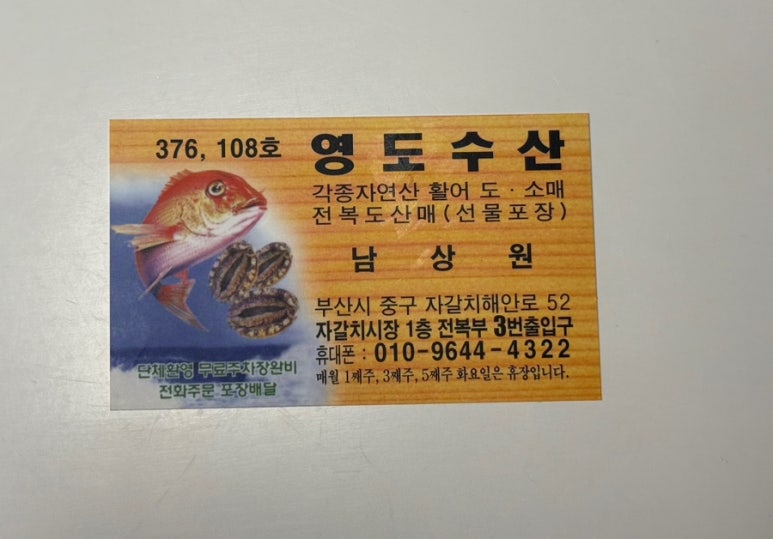 376, 108호
영도수산
각종자연산 활어 도·소매
전복도산매(선물포장)
남상원
부산시 중구 자갈치해안로 52
자갈치시장 1층 전복부 3번출입구
휴대폰 : 010-9644-4322
매월 1째주, 3째주, 5째주 화요일은 휴장입니다.
단체환영 무료주차장완비
전화주문 포장배달